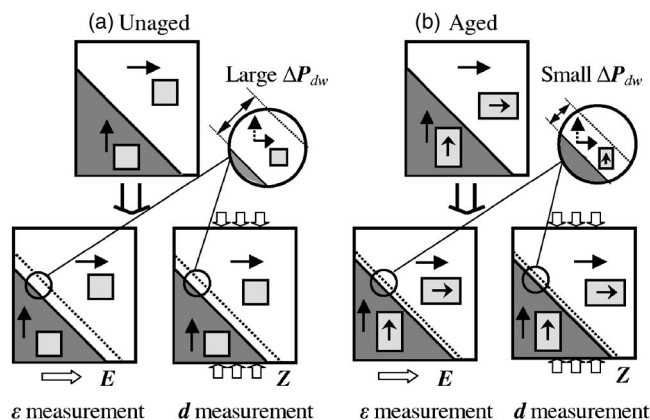 (a) Unaged
(b) Aged
Large ΔP_dw
Small ΔP_dw
E
Z
E
Z
ε measurement
d measurement
ε measurement
d measurement